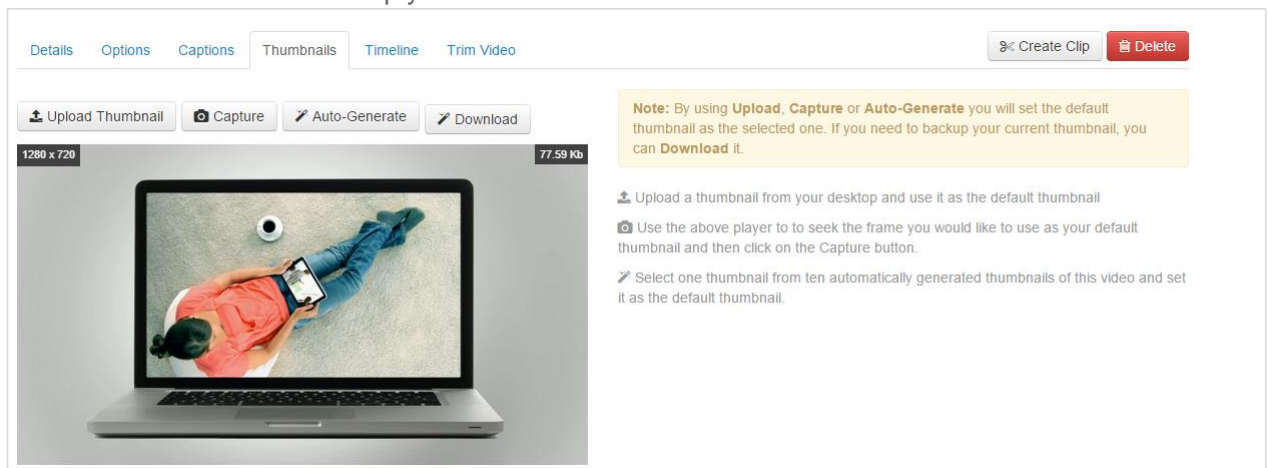 Details Options Captions Thumbnails Timeline Trim Video Create Clip Delete
Upload Thumbnail Capture Auto-Generate Download
1280 x 720 77.59 Kb
Note: By using Upload, Capture or Auto-Generate you will set the default
thumbnail as the selected one. If you need to backup your current thumbnail, you
can Download it.
Upload a thumbnail from your desktop and use it as the default thumbnail
Use the above player to to seek the frame you would like to use as your default
thumbnail and then click on the Capture button.
Select one thumbnail from ten automatically generated thumbnails of this video and set
it as the default thumbnail.